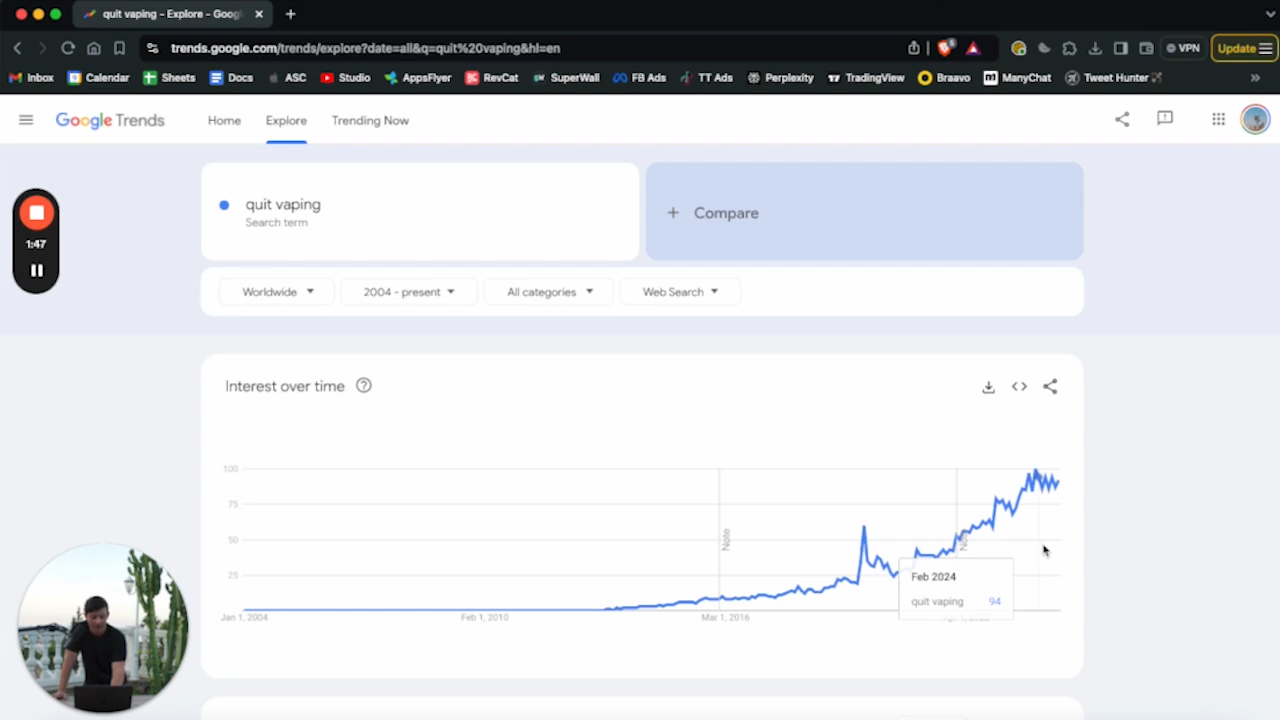 quit vaping – Explore – Goog
trends.google.com/trends/explore?date=all&q=quit%20vaping&hl=en
VPN
Update
Inbox
Calendar
Sheets
Docs
ASC
Studio
AppsFlyer
RevCat
SuperWall
FB Ads
TT Ads
Perplexity
TradingView
Braavo
ManyChat
Tweet Hunter
Google Trends
Home
Explore
Trending Now
quit vaping
Search term
+ Compare
1:47
Worldwide
2004 - present
All categories
Web Search
Interest over time
100
75
50
25
Note
Feb 2024
quit vaping 94
Jan 1, 2004
Feb 1, 2010
Mar 1, 2016